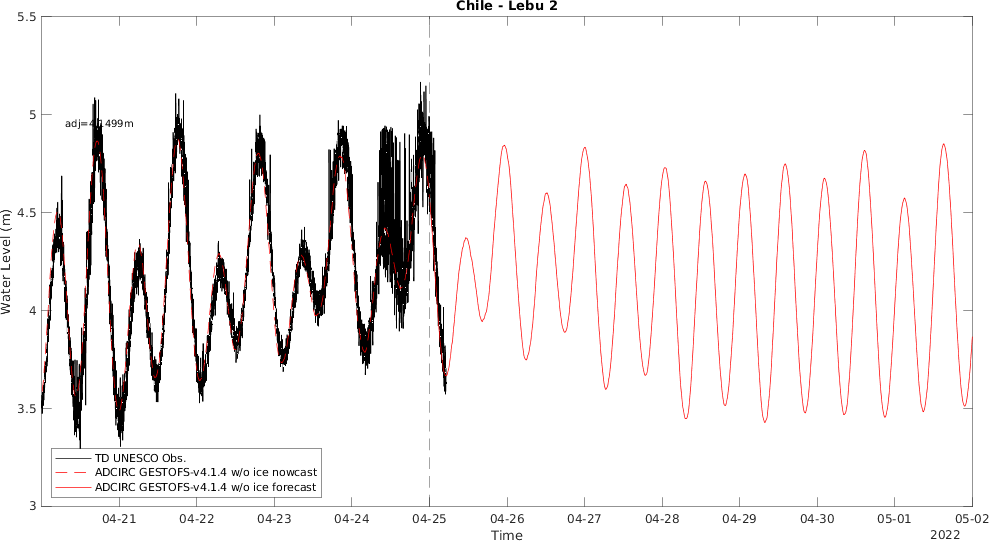 Chile - Lebu 2
5.5
5
4.5
4
3.5
3
Water Level (m)
adj=4.1499m
TD UNESCO Obs.
ADCIRC GESTOFS-v4.1.4 w/o ice nowcast
ADCIRC GESTOFS-v4.1.4 w/o ice forecast
04-21 04-22 04-23 04-24 04-25 04-26 04-27 04-28 04-29 04-30 05-01 05-02
Time
2022